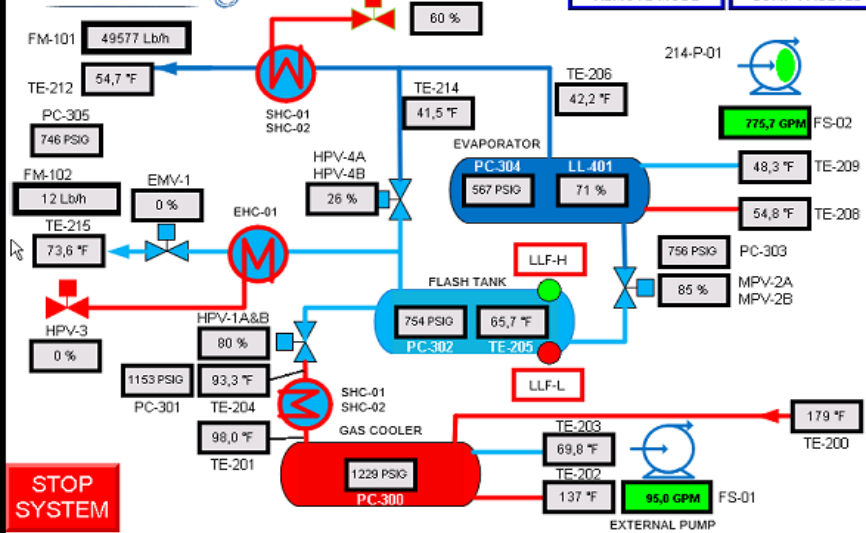 60 %
FM-101
49577 Lb/h
TE-212
54,7 °F
SHC-01
SHC-02
TE-214
41,5 °F
TE-206
42,2 °F
214-P-01
775,7 GPM
FS-02
PC-305
746 PSIG
FM-102
12 Lb/h
EMV-1
0 %
TE-215
73,6 °F
HPV-3
0 %
EHC-01
HPV-4A
HPV-4B
26 %
EVAPORATOR
PC-304
LL-401
567 PSIG
71 %
48,3 °F
TE-209
54,8 °F
TE-208
756 PSIG
PC-303
85 %
MPV-2A
MPV-2B
LLF-H
FLASH TANK
754 PSIG
65,7 °F
PC-302
TE-205
LLF-L
HPV-1A&B
80 %
1153 PSIG
93,3 °F
PC-301
TE-204
SHC-01
SHC-02
98,0 °F
TE-201
GAS COOLER
1229 PSIG
PC-300
179 °F
TE-200
TE-203
69,8 °F
TE-202
137 °F
95,0 GPM
FS-01
EXTERNAL PUMP
STOP
SYSTEM